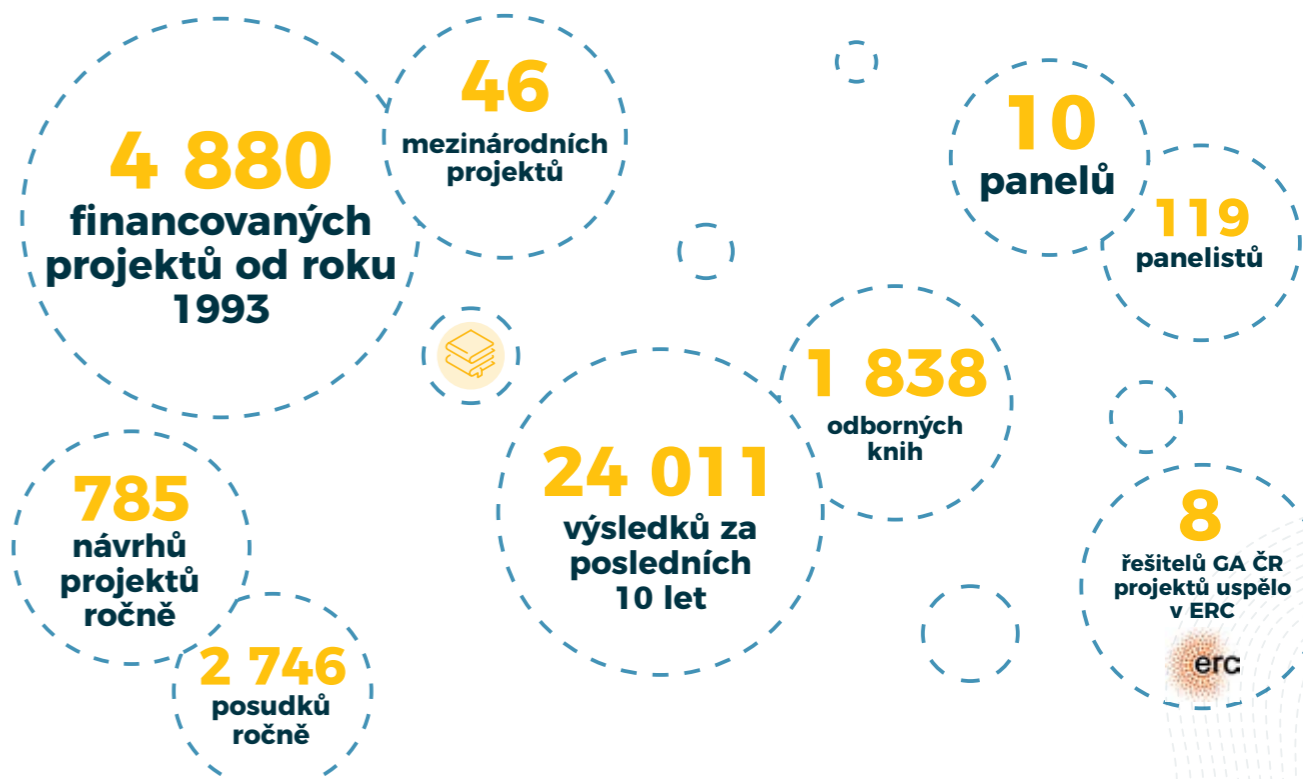 4 880
financovaných
projektů od roku
1993
46
mezinárodních
projektů
10
panelů
119
panelistů
1 838
odborných
knih
24 011
výsledků za
posledních
10 let
785
návrhů
projektů
ročně
2 746
posudků
ročně
8
řešitelů GA ČR
projektů uspělo
v ERC
erc